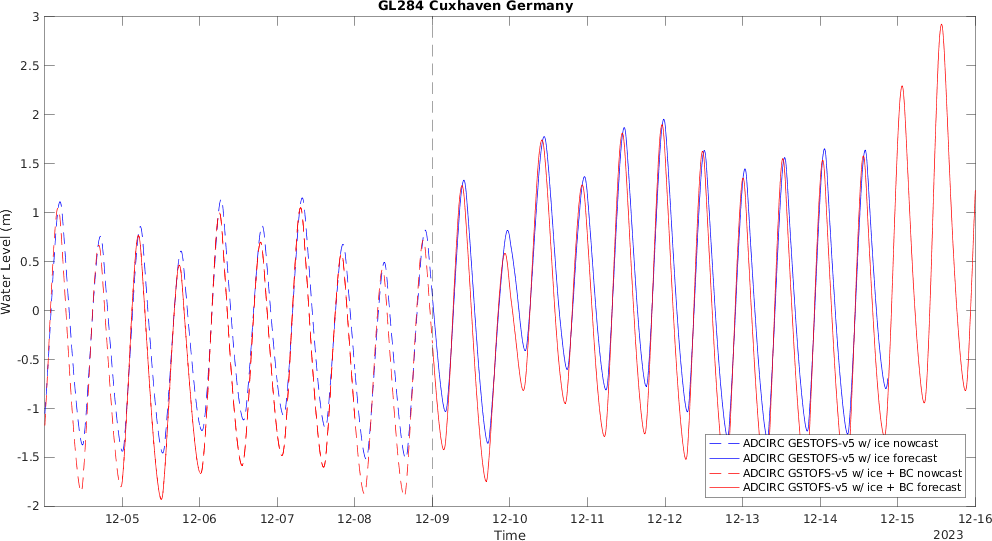 GL284 Cuxhaven Germany
3
2.5
2
1.5
1
0.5
0
-0.5
-1
-1.5
-2
Water Level (m)
ADCIRC GESTOFS-v5 w/ ice nowcast
ADCIRC GESTOFS-v5 w/ ice forecast
ADCIRC GSTOFS-v5 w/ ice + BC nowcast
ADCIRC GSTOFS-v5 w/ ice + BC forecast
12-05 12-06 12-07 12-08 12-09 12-10 12-11 12-12 12-13 12-14 12-15 12-16
Time
2023